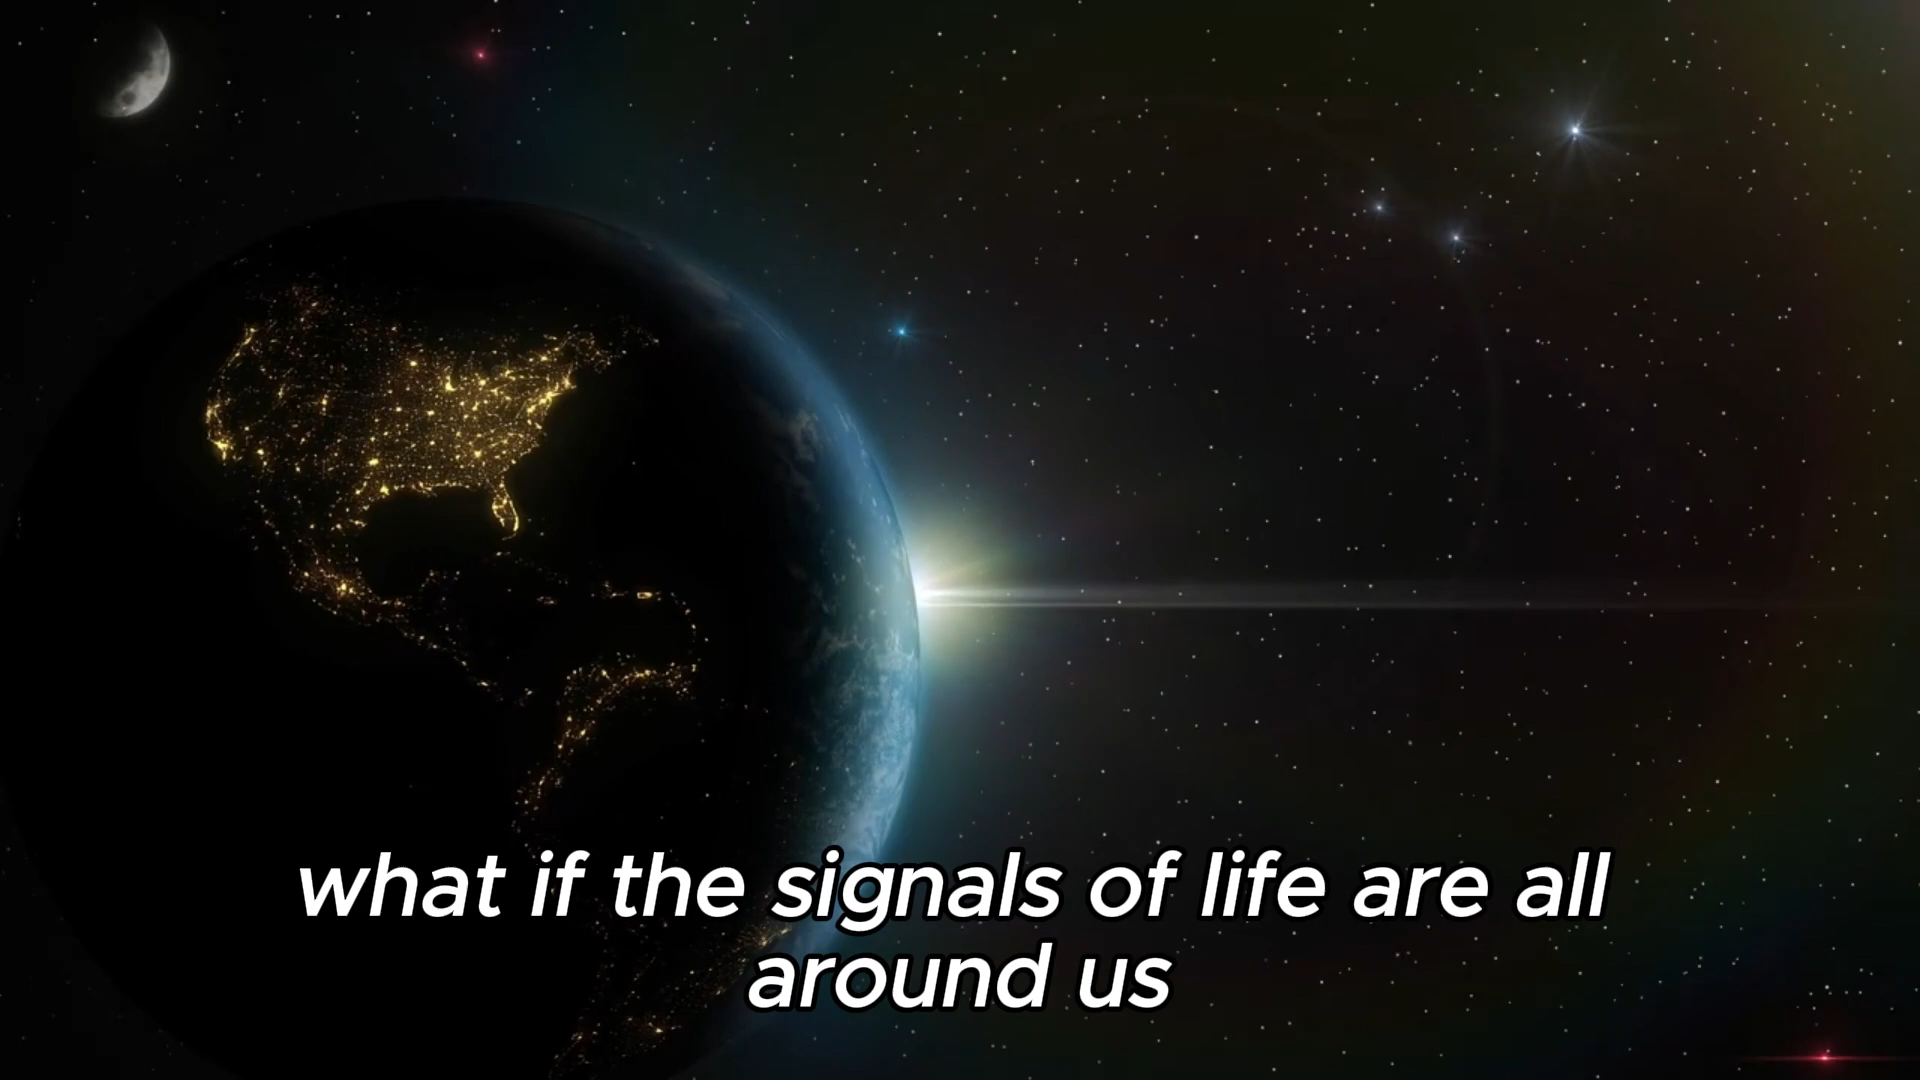 what if the signals of life are all
around us